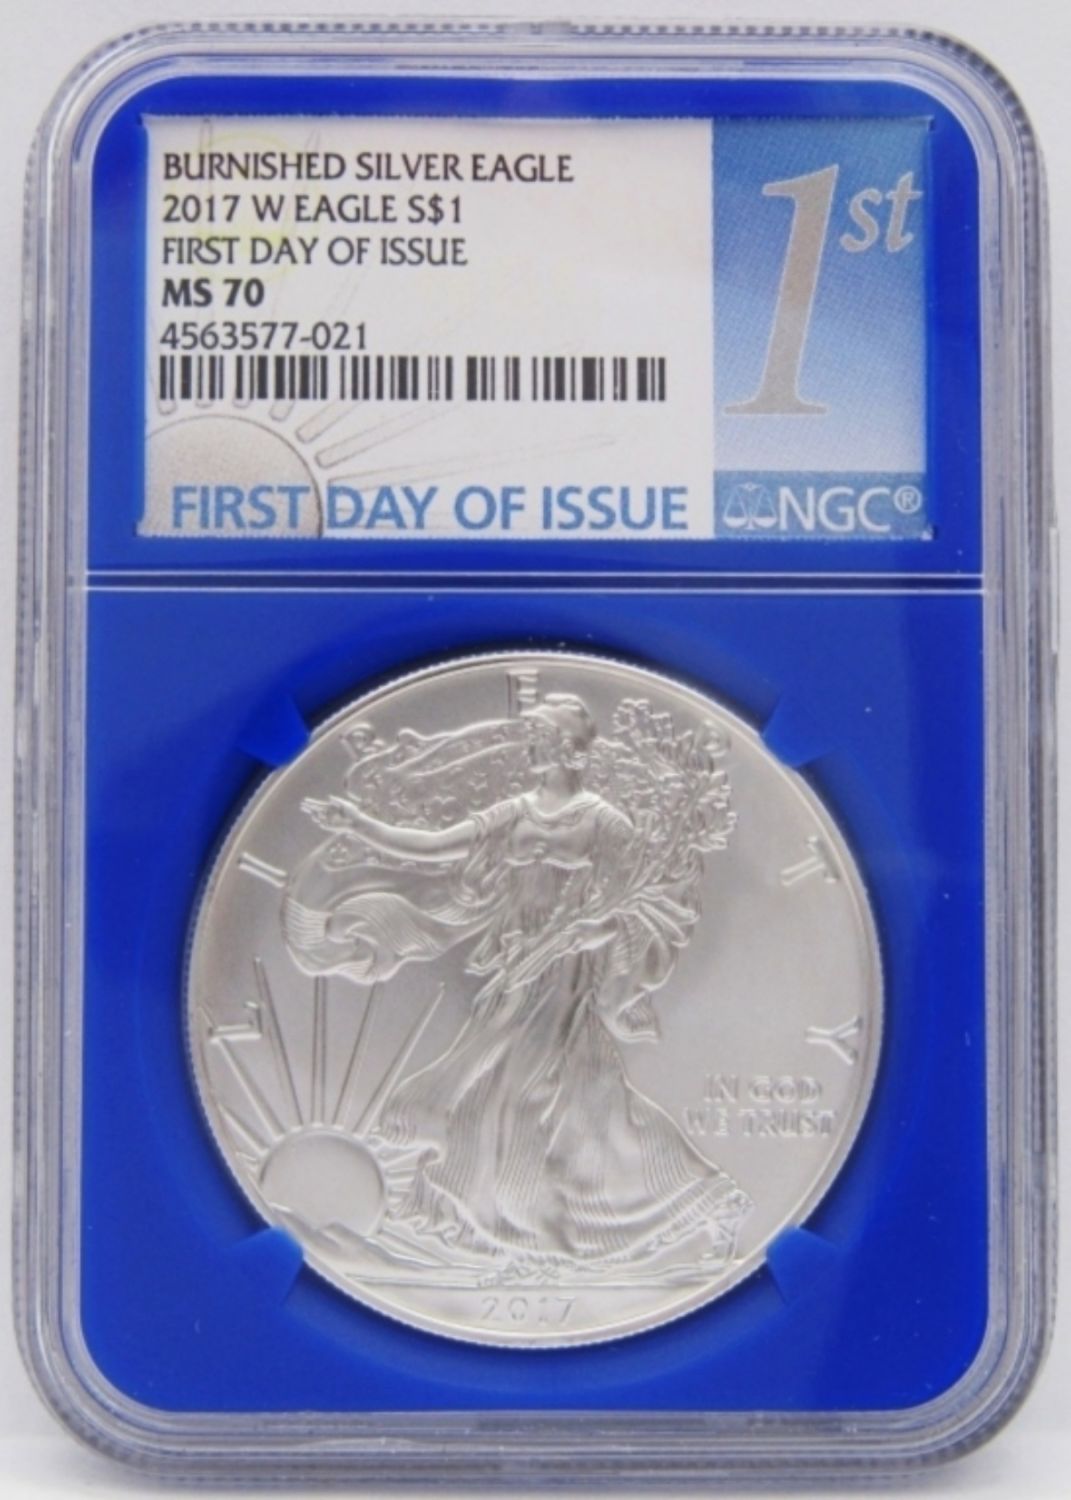 BURNISHED SILVER EAGLE
2017 W EAGLE S$1
FIRST DAY OF ISSUE
MS 70
4563577-021
1st
FIRST DAY OF ISSUE
NGC®
LIBERTY
IN GOD
WE TRUST
2017